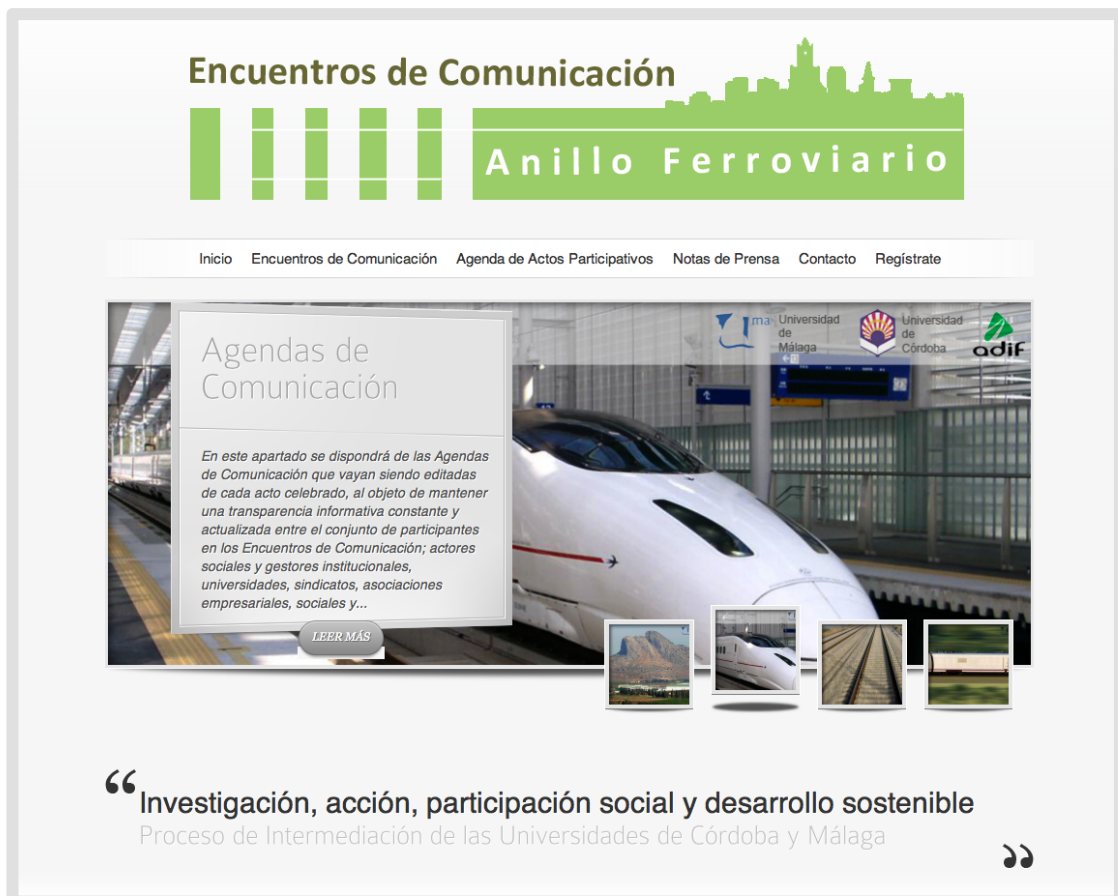 Encuentros de Comunicación
Anillo Ferroviario
Inicio Encuentros de Comunicación Agenda de Actos Participativos Notas de Prensa Contacto Regístrate
Agendas de
Comunicación
En este apartado se dispondrá de las Agendas
de Comunicación que vayan siendo editadas
de cada acto celebrado, al objeto de mantener
una transparencia informativa constante y
actualizada entre el conjunto de participantes
en los Encuentros de Comunicación; actores
sociales y gestores institucionales,
universidades, sindicatos, asociaciones
empresariales, sociales y...
LEER MÁS
uma Universidad
de
Málaga
Universidad
de
Córdoba
adif
“Investigación, acción, participación social y desarrollo sostenible
Proceso de Intermediación de las Universidades de Córdoba y Málaga
”